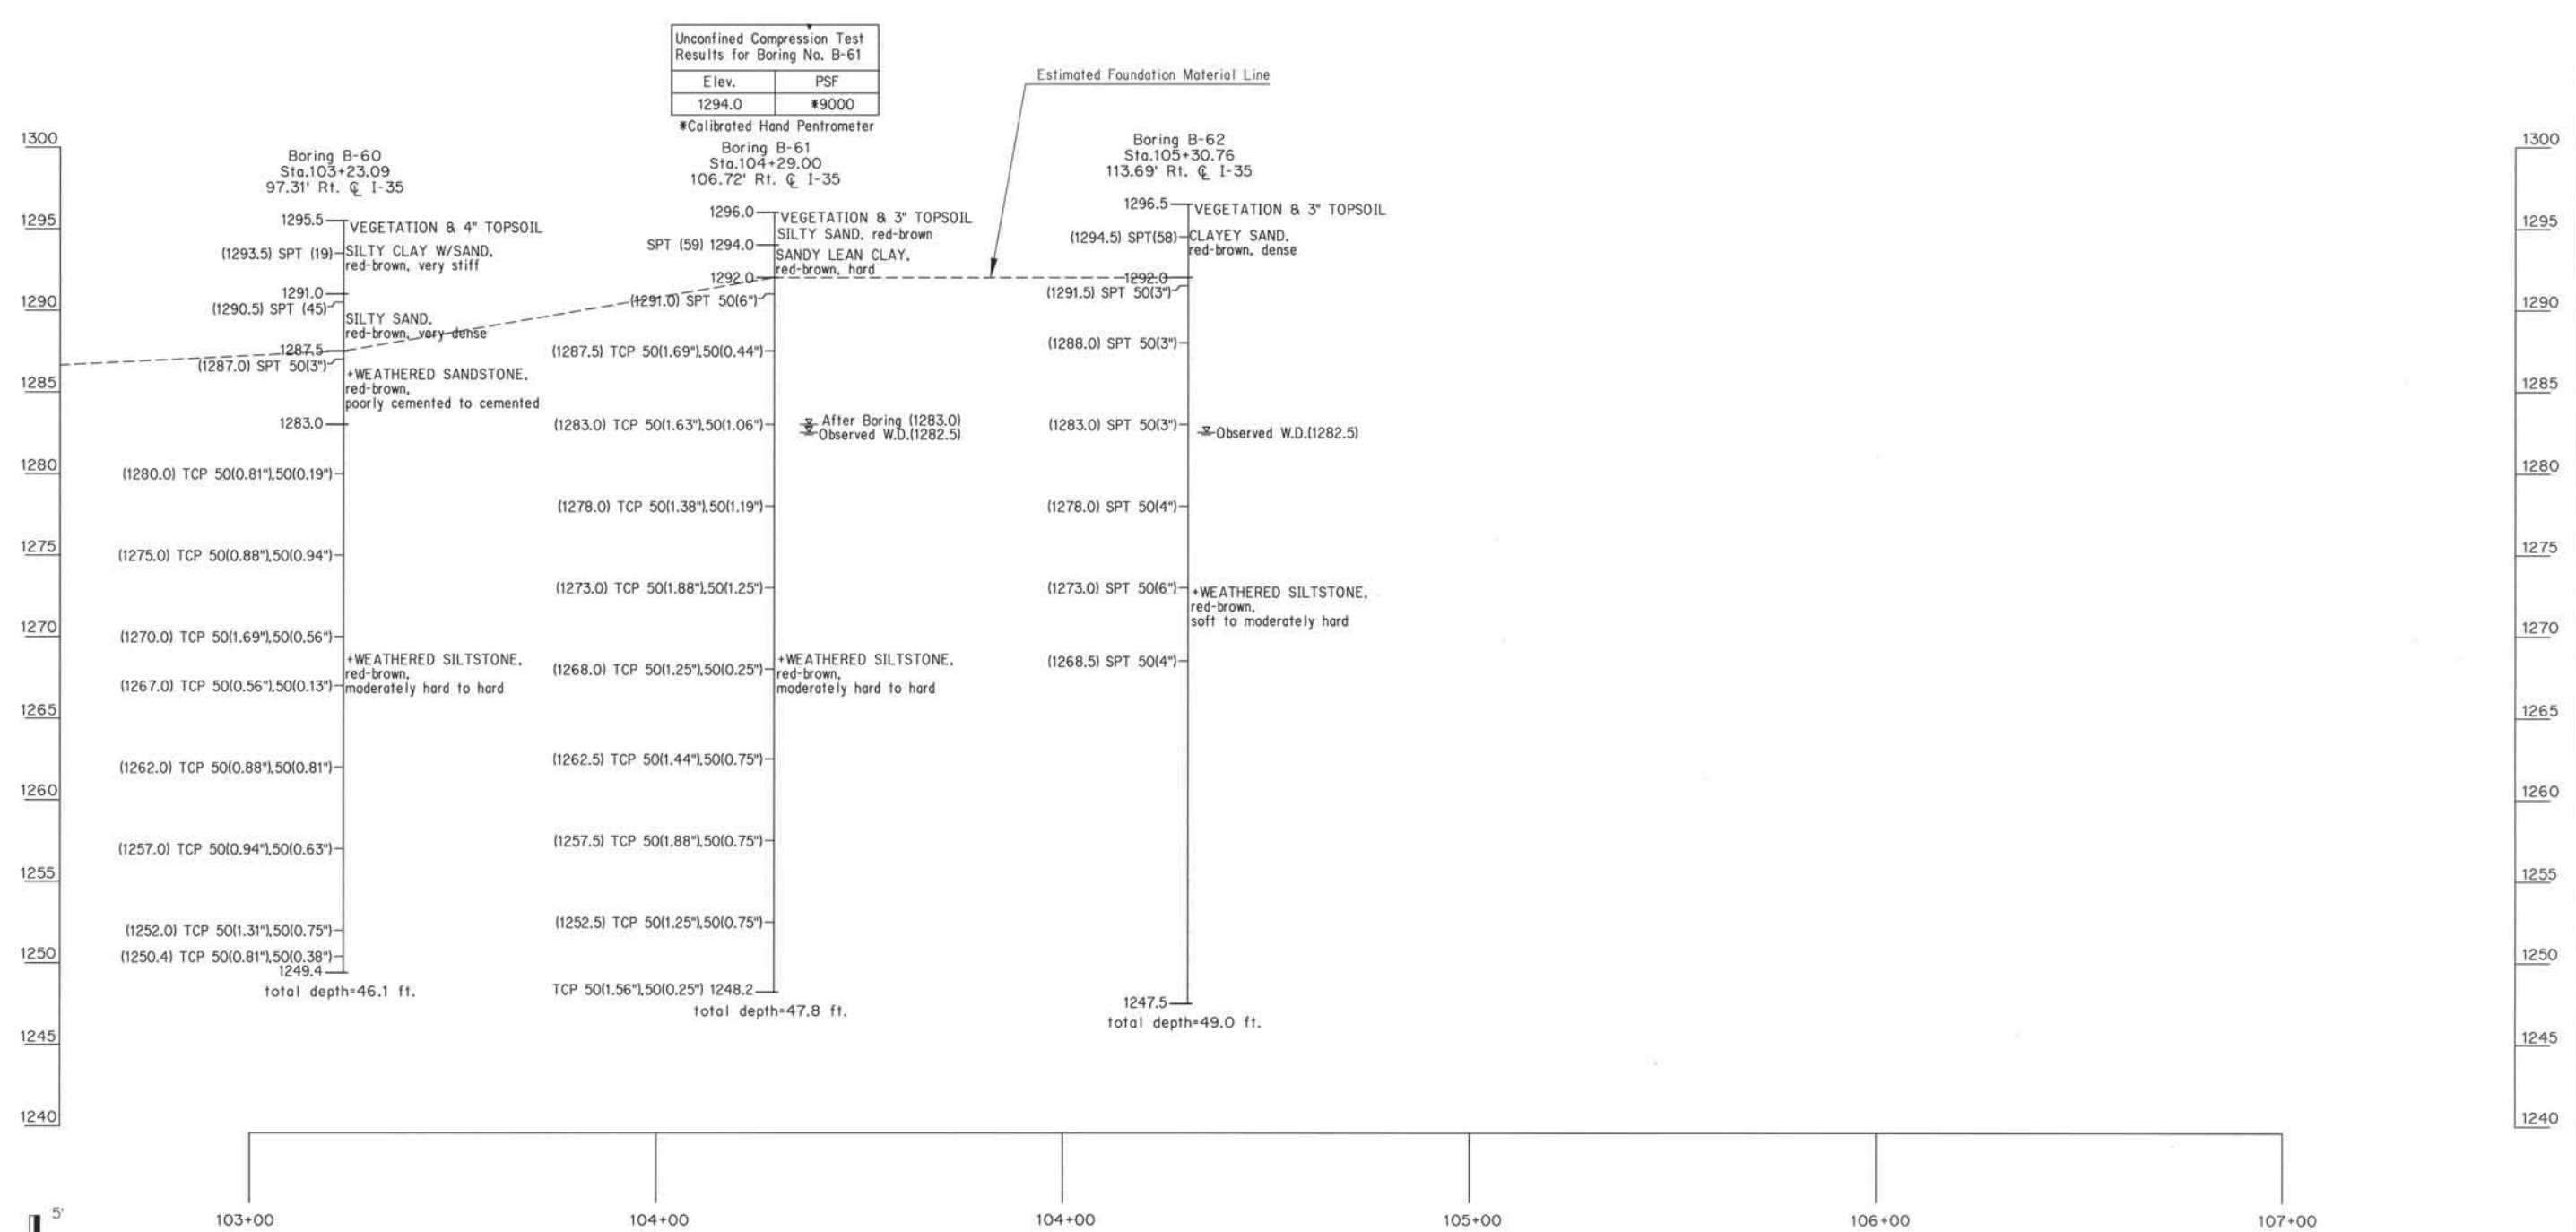 Unconfined Compression Test
Results for Boring No. B-61
Elev. PSF
1294.0 *9000
*Calibrated Hand Pentrometer
Estimated Foundation Material Line
1300
1295
1290
1285
1280
1275
1270
1265
1260
1255
1250
1245
1240
Boring B-60
Sta.103+23.09
97.31' Rt. ℄ I-35
1295.5
VEGETATION & 4" TOPSOIL
(1293.5) SPT (19)
SILTY CLAY W/SAND,
red-brown, very stiff
1291.0
(1290.5) SPT (45)
SILTY SAND,
red-brown, very dense
1287.5
(1287.0) SPT 50(3")
+WEATHERED SANDSTONE,
red-brown,
poorly cemented to cemented
1283.0
(1280.0) TCP 50(0.81"),50(0.19")
(1275.0) TCP 50(0.88"),50(0.94")
(1270.0) TCP 50(1.69"),50(0.56")
+WEATHERED SILTSTONE,
red-brown,
moderately hard to hard
(1267.0) TCP 50(0.56"),50(0.13")
(1262.0) TCP 50(0.88"),50(0.81")
(1257.0) TCP 50(0.94"),50(0.63")
(1252.0) TCP 50(1.31"),50(0.75")
(1250.4) TCP 50(0.81"),50(0.38")
1249.4
total depth=46.1 ft.
Boring B-61
Sta.104+29.00
106.72' Rt. ℄ I-35
1296.0
VEGETATION & 3" TOPSOIL
SILTY SAND, red-brown
SPT (59) 1294.0
SANDY LEAN CLAY,
red-brown, hard
1292.0
(1291.0) SPT 50(6")
(1287.5) TCP 50(1.69"),50(0.44")
(1283.0) TCP 50(1.63"),50(1.06")
After Boring (1283.0)
Observed W.D.(1282.5)
(1278.0) TCP 50(1.38"),50(1.19")
(1273.0) TCP 50(1.88"),50(1.25")
(1268.0) TCP 50(1.25"),50(0.25")
+WEATHERED SILTSTONE,
red-brown,
moderately hard to hard
(1262.5) TCP 50(1.44"),50(0.75")
(1257.5) TCP 50(1.88"),50(0.75")
(1252.5) TCP 50(1.25"),50(0.75")
TCP 50(1.56"),50(0.25") 1248.2
total depth=47.8 ft.
Boring B-62
Sta.105+30.76
113.69' Rt. ℄ I-35
1296.5
VEGETATION & 3" TOPSOIL
(1294.5) SPT(58)
CLAYEY SAND,
red-brown, dense
1292.0
(1291.5) SPT 50(3")
(1288.0) SPT 50(3")
(1283.0) SPT 50(3")
Observed W.D.(1282.5)
(1278.0) SPT 50(4")
(1273.0) SPT 50(6")
+WEATHERED SILTSTONE,
red-brown,
soft to moderately hard
(1268.5) SPT 50(4")
1247.5
total depth=49.0 ft.
1300
1295
1290
1285
1280
1275
1270
1265
1260
1255
1250
1245
1240
5'
103+00
104+00
104+00
105+00
106+00
107+00